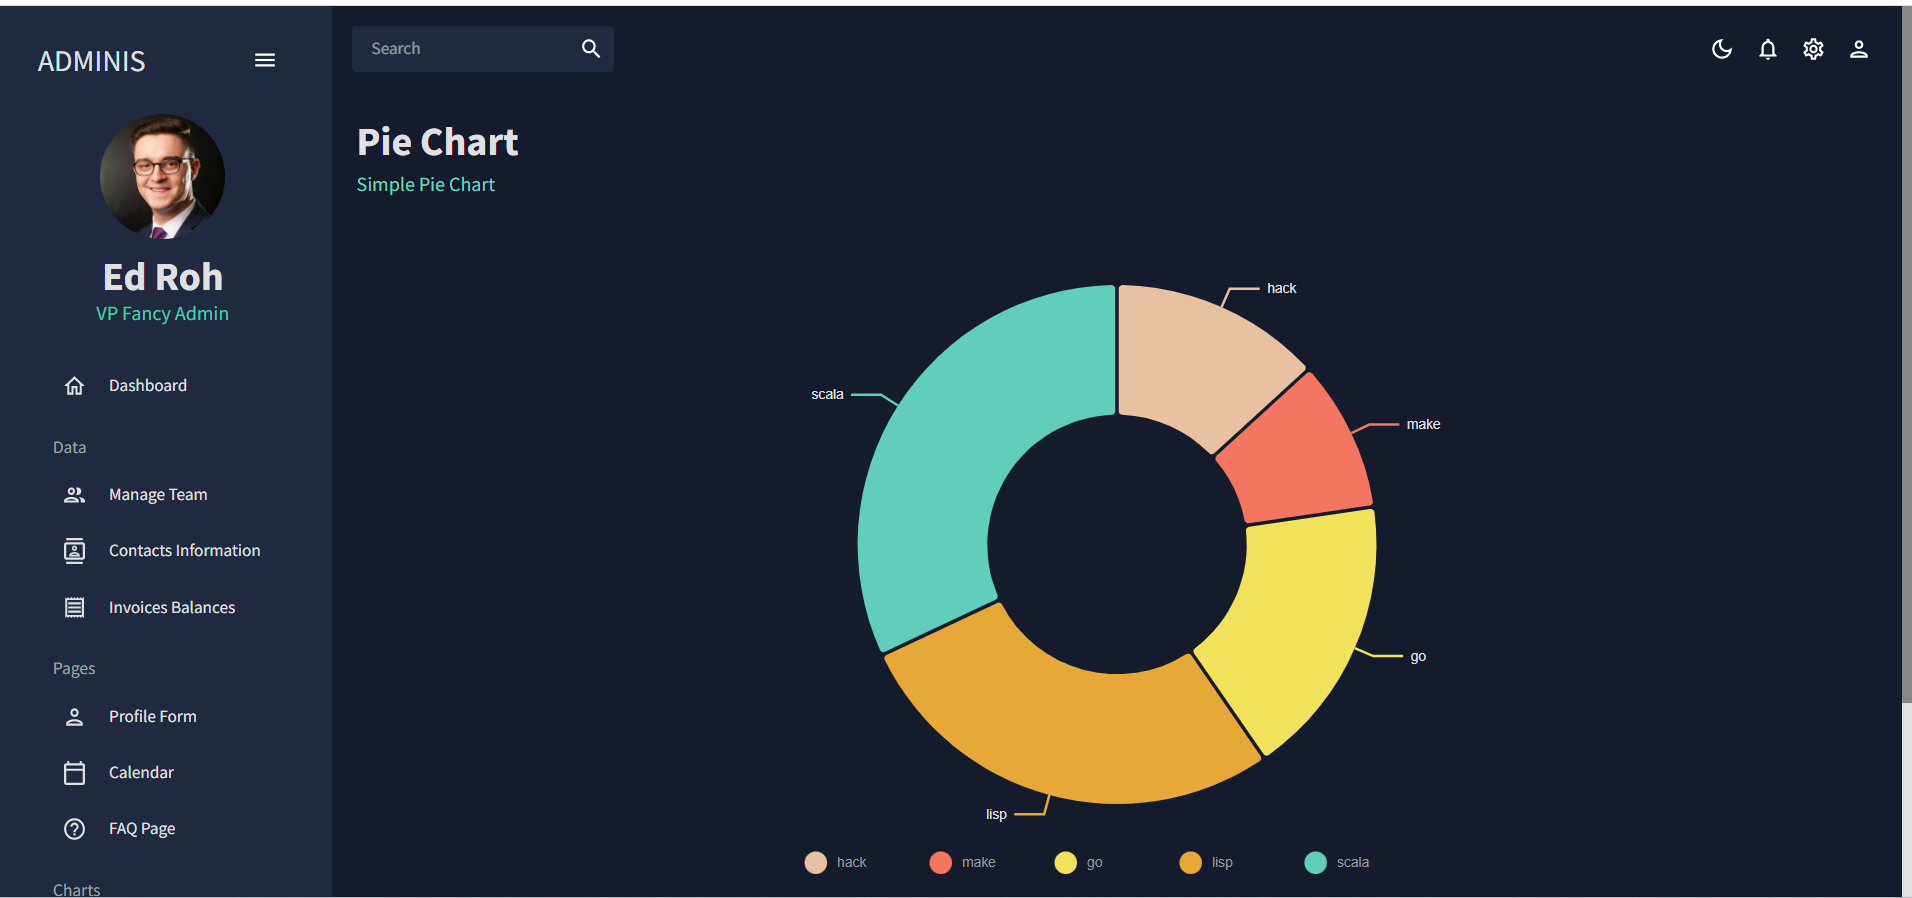 ADMINIS
Search
Ed Roh
VP Fancy Admin
Dashboard
Data
Manage Team
Contacts Information
Invoices Balances
Pages
Profile Form
Calendar
FAQ Page
Charts
Pie Chart
Simple Pie Chart
hack
scala
make
go
lisp
hack
make
go
lisp
scala